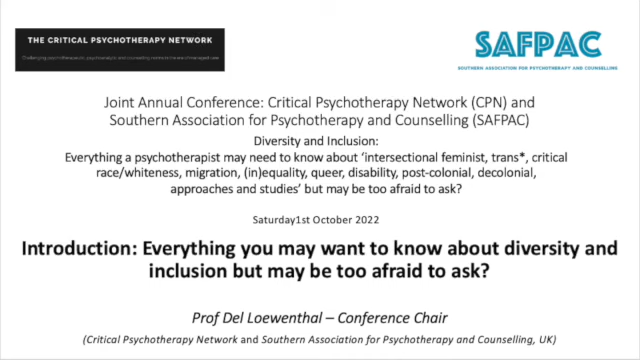 THE CRITICAL PSYCHOTHERAPY NETWORK
SAFPAC
SOUTHERN ASSOCIATION FOR PSYCHOTHERAPY AND COUNSELLING
Joint Annual Conference: Critical Psychotherapy Network (CPN) and
Southern Association for Psychotherapy and Counselling (SAFPAC)
Diversity and Inclusion:
Everything a psychotherapist may need to know about ‘intersectional feminist, trans*, critical
race/whiteness, migration, (in)equality, queer, disability, post-colonial, decolonial,
approaches and studies’ but may be too afraid to ask?
Saturday1st October 2022
Introduction: Everything you may want to know about diversity and
inclusion but may be too afraid to ask?
Prof Del Loewenthal – Conference Chair
(Critical Psychotherapy Network and Southern Association for Psychotherapy and Counselling, UK)